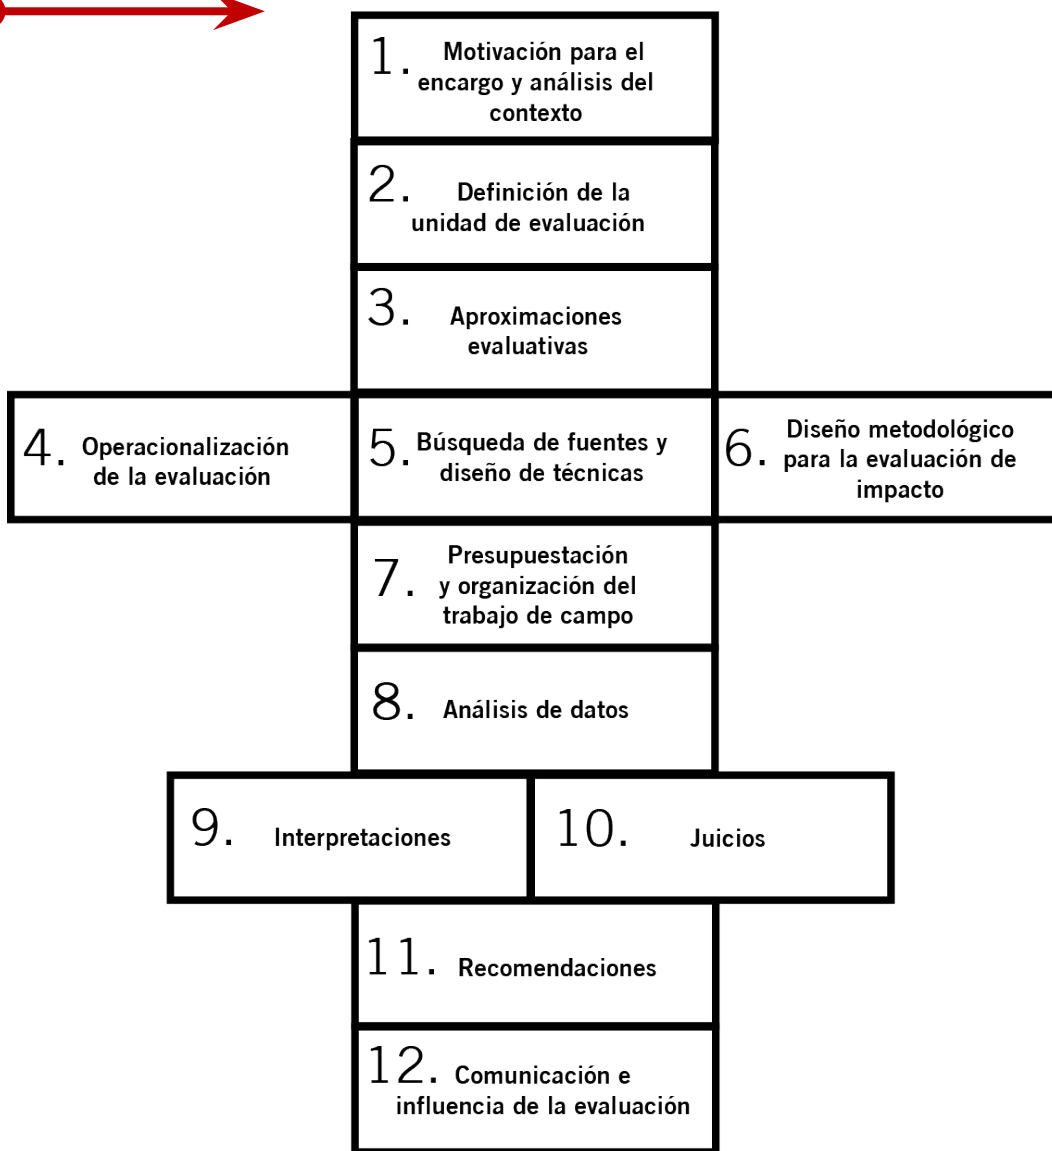 1. Motivación para el
encargo y análisis del
contexto
2. Definición de la
unidad de evaluación
3. Aproximaciones
evaluativas
4. Operacionalización
de la evaluación
5. Búsqueda de fuentes y
diseño de técnicas
6. Diseño metodológico
para la evaluación de
impacto
7. Presupuestación
y organización del
trabajo de campo
8. Análisis de datos
9. Interpretaciones
10. Juicios
11. Recomendaciones
12. Comunicación e
influencia de la evaluación